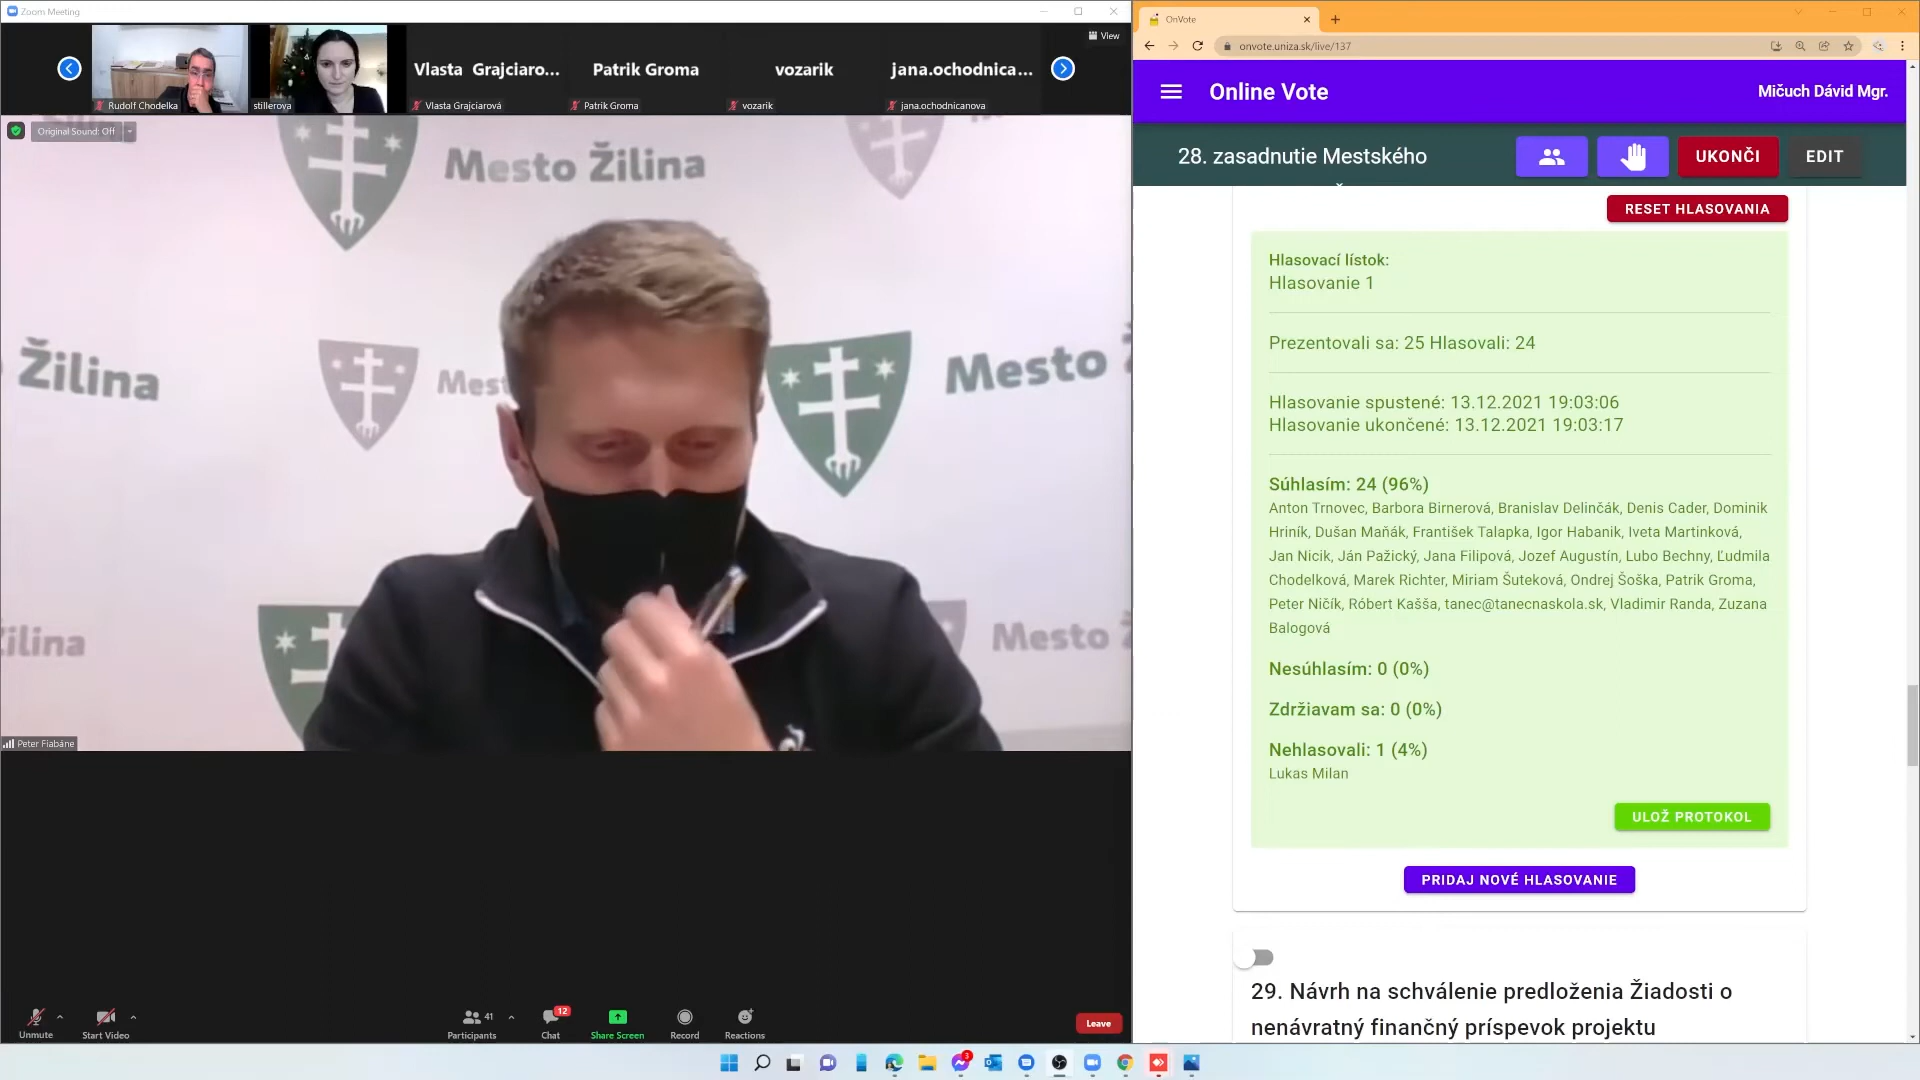 Zoom Meeting
View
Vlasta Grajciaro...
Patrik Groma
vozarik
jana.ochodnica...
Rudolf Chodelka
stillerova
Vlasta Grajciarová
Patrik Groma
vozarik
jana.ochodnicanova
Original Sound: Off
Mesto Žilina
Žilina
Mest
Mesto
ilina
Mesto
Peter Fiabáne
Unmute
Start Video
41
Participants
12
Chat
Share Screen
Record
Reactions
Leave
OnVote
onvote.uniza.sk/live/137
Online Vote
Mičuch Dávid Mgr.
28. zasadnutie Mestského
UKONČI
EDIT
RESET HLASOVANIA
Hlasovací lístok:
Hlasovanie 1
Prezentovali sa: 25 Hlasovali: 24
Hlasovanie spustené: 13.12.2021 19:03:06
Hlasovanie ukončené: 13.12.2021 19:03:17
Súhlasím: 24 (96%)
Anton Trnovec, Barbora Birnerová, Branislav Delinčák, Denis Cader, Dominik
Hriník, Dušan Maňák, František Talapka, Igor Habanik, Iveta Martinková,
Jan Nicík, Ján Pažický, Jana Filipová, Jozef Augustín, Lubo Bechny, Ľudmila
Chodelková, Marek Richter, Miriam Šuteková, Ondrej Šoška, Patrik Groma,
Peter Ničík, Róbert Kašša, tanec@tanecnaskola.sk, Vladimir Randa, Zuzana
Balogová
Nesúhlasím: 0 (0%)
Zdržiavam sa: 0 (0%)
Nehlasovali: 1 (4%)
Lukas Milan
ULOŽ PROTOKOL
PRIDAJ NOVÉ HLASOVANIE
29. Návrh na schválenie predloženia Žiadosti o
nenávratný finančný príspevok projektu
3